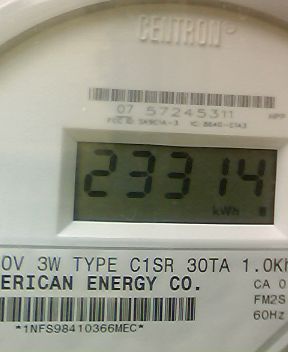 CENTRON
07 57245311
23314
kWh
0V 3W TYPE C1SR 30TA 1.0Kh
ERICAN ENERGY CO.
CA 0
FM2S
60Hz
*1NFS98410366MEC*